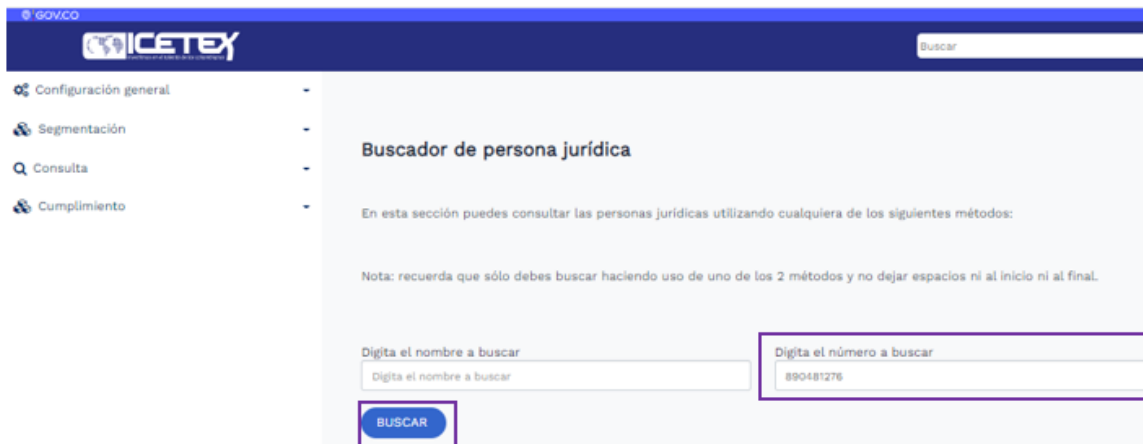 GOV.CO
ICETEX
Buscar
Configuración general
Segmentación
Consulta
Cumplimiento
Buscador de persona jurídica
En esta sección puedes consultar las personas jurídicas utilizando cualquiera de los siguientes métodos:
Nota: recuerda que sólo debes buscar haciendo uso de uno de los 2 métodos y no dejar espacios ni al inicio ni al final.
Digita el nombre a buscar
Digita el nombre a buscar
Digita el número a buscar
890481276
BUSCAR